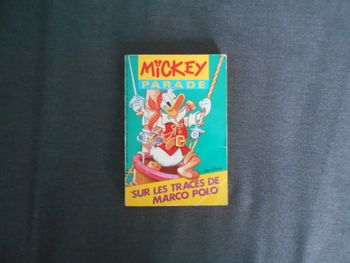 MiCKEY
PARADE
"SUR LES TRACES DE
MARCO POLO"